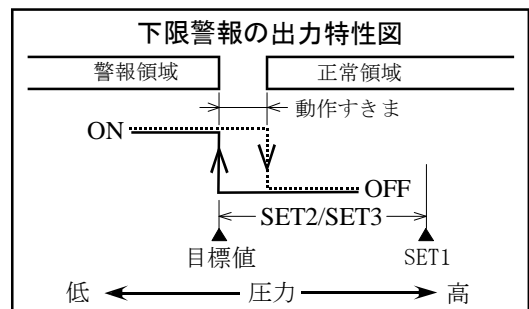 下限警報の出力特性図
警報領域
正常領域
動作すきま
ON
OFF
SET2/SET3
目標値
SET1
低
圧力
高